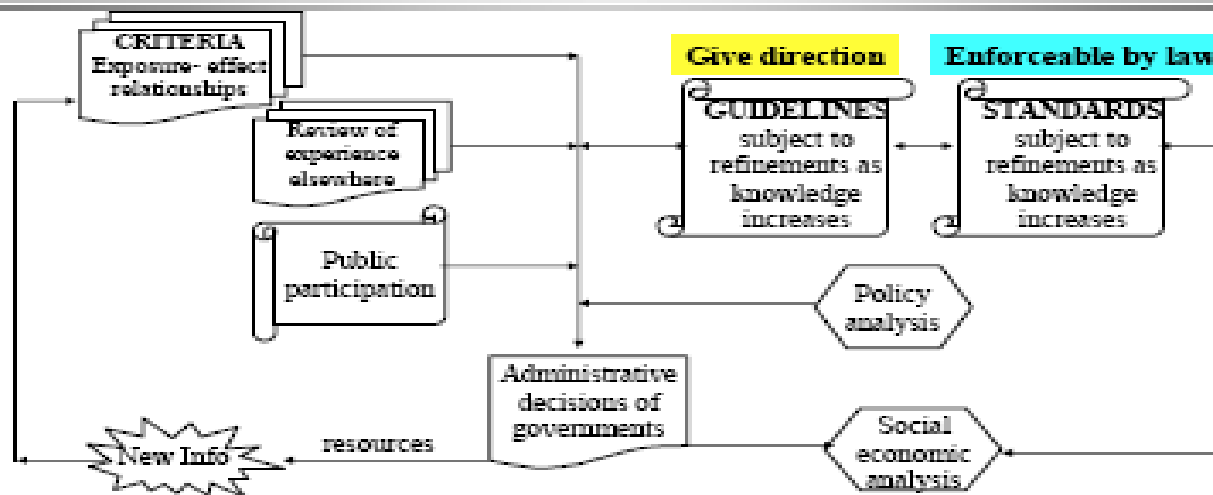 CRITERIA
Exposure- effect
relationships
Review of
experience
elsewhere
Public
participation
New Info
resources
Administrative
decisions of
governments
Give direction
GUIDELINES
subject to
refinements as
knowledge
increases
Enforceable by law
STANDARDS
subject to
refinements as
knowledge
increases
Policy
analysis
Social
economic
analysis